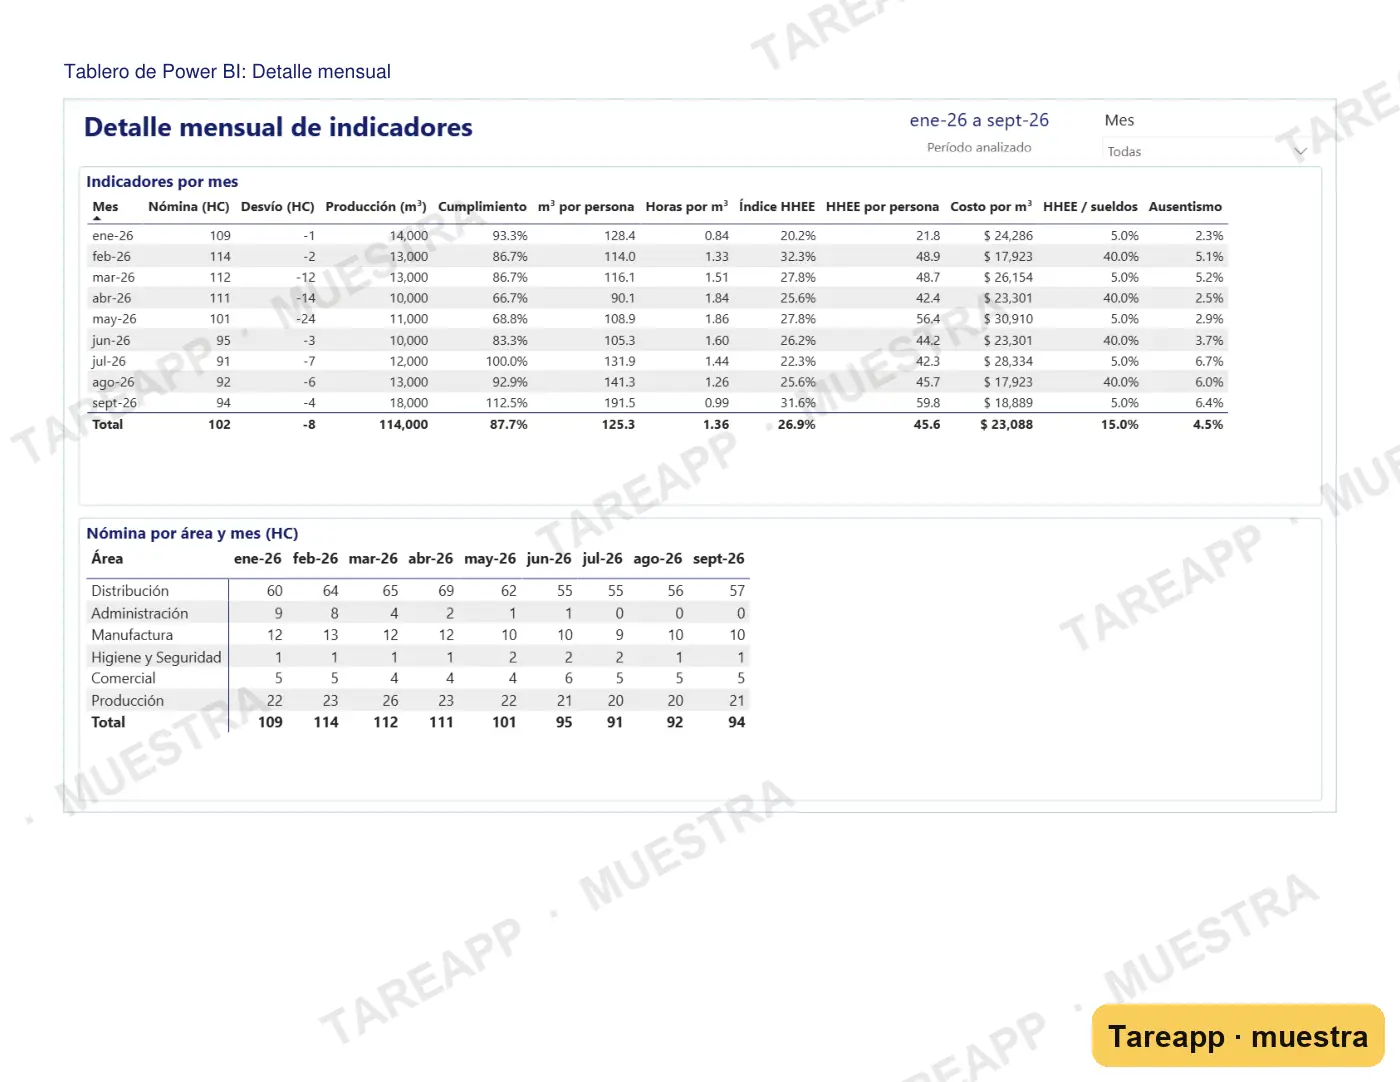 Tablero de Power BI: Detalle mensual
Detalle mensual de indicadores
ene-26 a sept-26
Período analizado
Mes
Todas
Indicadores por mes
Mes Nómina (HC) Desvío (HC) Producción (m³) Cumplimiento m³ por persona Horas por m³ Índice HHEE HHEE por persona Costo por m³ HHEE / sueldos Ausentismo
ene-26 109 -1 14,000 93.3% 128.4 0.84 20.2% 21.8 $ 24,286 5.0% 2.3%
feb-26 114 -2 13,000 86.7% 114.0 1.33 32.3% 48.9 $ 17,923 40.0% 5.1%
mar-26 112 -12 13,000 86.7% 116.1 1.51 27.8% 48.7 $ 26,154 5.0% 5.2%
abr-26 111 -14 10,000 66.7% 90.1 1.84 25.6% 42.4 $ 23,301 40.0% 2.5%
may-26 101 -24 11,000 68.8% 108.9 1.86 27.8% 56.4 $ 30,910 5.0% 2.9%
jun-26 95 -3 10,000 83.3% 105.3 1.60 26.2% 44.2 $ 23,301 40.0% 3.7%
jul-26 91 -7 12,000 100.0% 131.9 1.44 22.3% 42.3 $ 28,334 5.0% 6.7%
ago-26 92 -6 13,000 92.9% 141.3 1.26 25.6% 45.7 $ 17,923 40.0% 6.0%
sept-26 94 -4 18,000 112.5% 191.5 0.99 31.6% 59.8 $ 18,889 5.0% 6.4%
Total 102 -8 114,000 87.7% 125.3 1.36 26.9% 45.6 $ 23,088 15.0% 4.5%
Nómina por área y mes (HC)
Área ene-26 feb-26 mar-26 abr-26 may-26 jun-26 jul-26 ago-26 sept-26
Distribución 60 64 65 69 62 55 55 56 57
Administración 9 8 4 2 1 1 0 0 0
Manufactura 12 13 12 12 10 10 9 10 10
Higiene y Seguridad 1 1 1 1 2 2 2 1 1
Comercial 5 5 4 4 4 6 5 5 5
Producción 22 23 26 23 22 21 20 20 21
Total 109 114 112 111 101 95 91 92 94
TAREAPP · MUESTRA · TAREAPP · MUESTRA
Tareapp · muestra